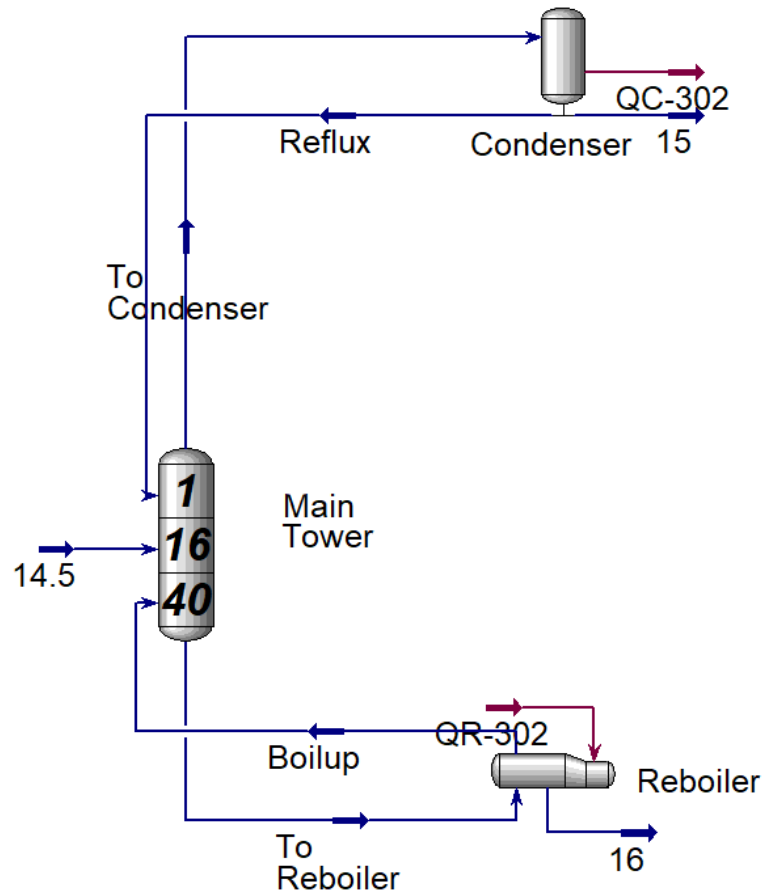 QC-302
Reflux
Condenser
15
To
Condenser
1
Main
Tower
16
14.5
40
QR-302
Boilup
Reboiler
To
Reboiler
16